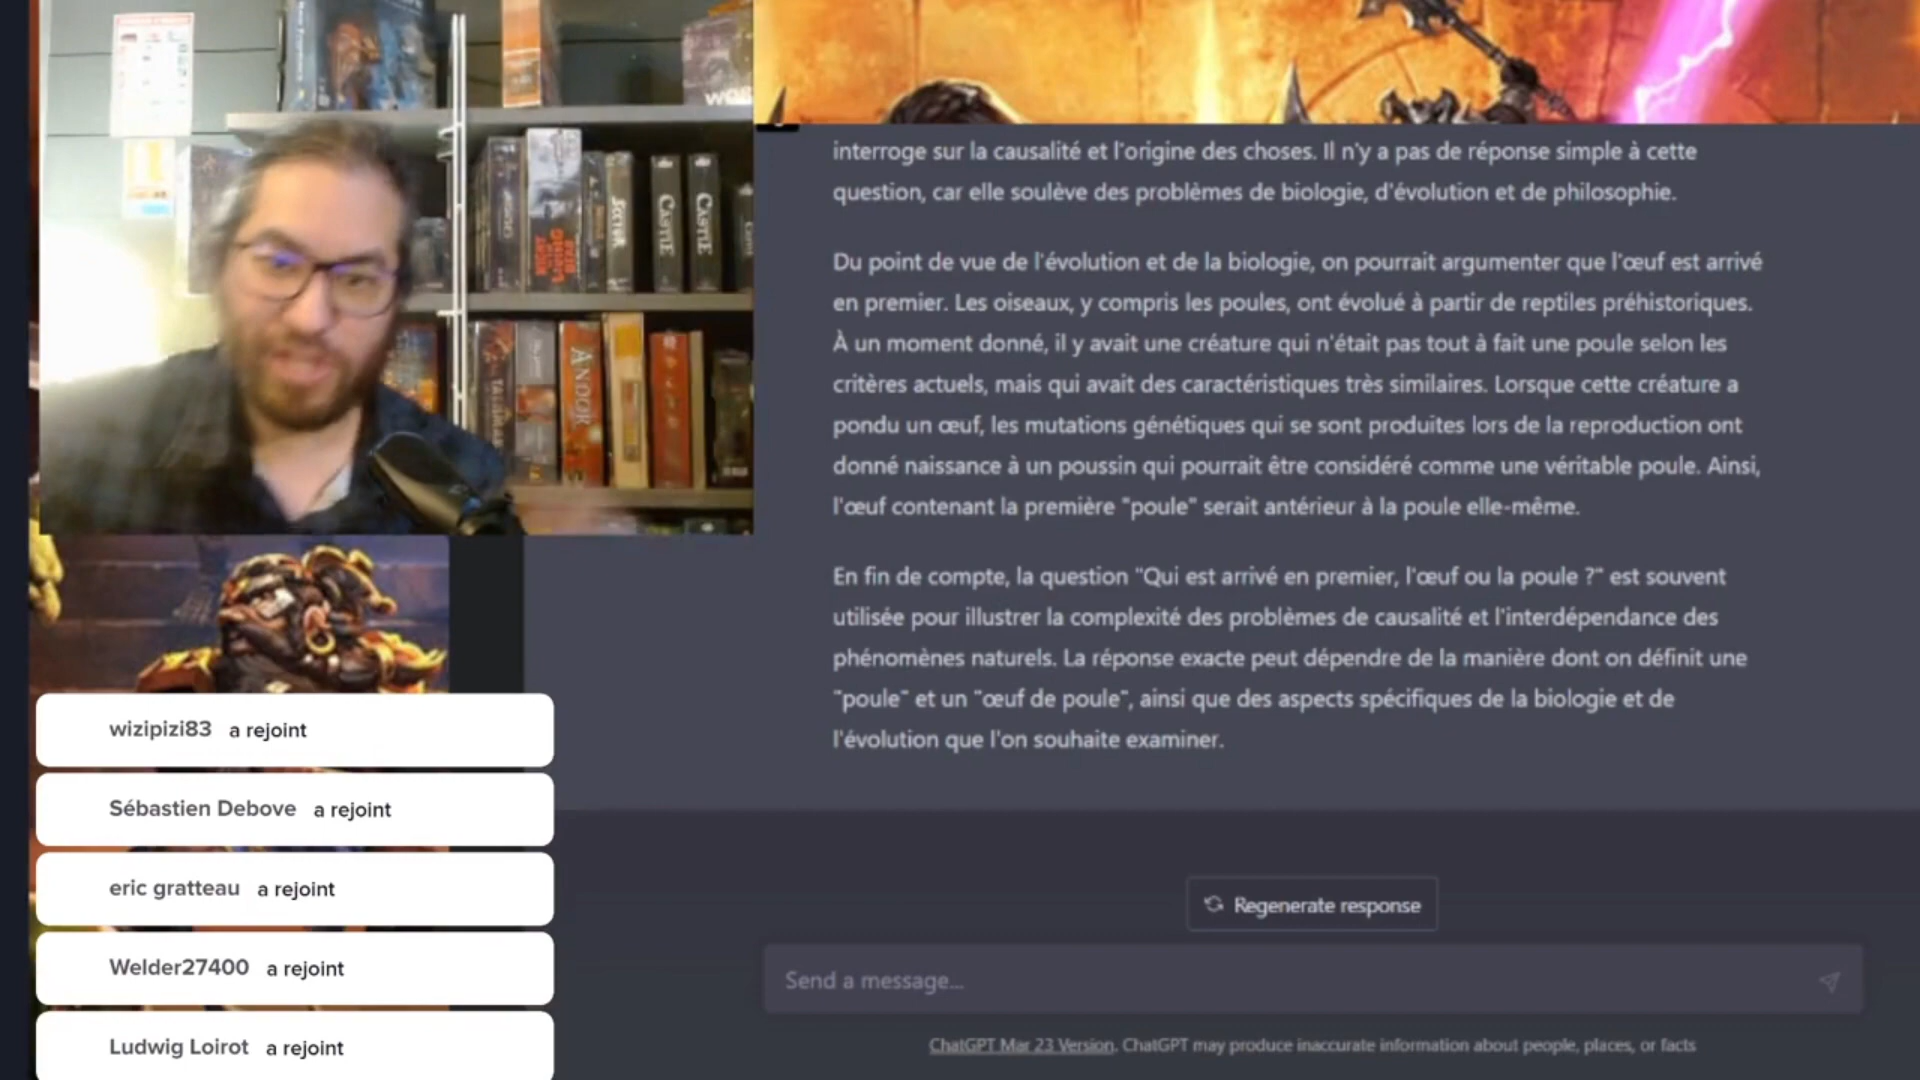 interroge sur la causalité et l'origine des choses. Il n'y a pas de réponse simple à cette
question, car elle soulève des problèmes de biologie, d'évolution et de philosophie.
Du point de vue de l'évolution et de la biologie, on pourrait argumenter que l'œuf est arrivé
en premier. Les oiseaux, y compris les poules, ont évolué à partir de reptiles préhistoriques.
À un moment donné, il y avait une créature qui n'était pas tout à fait une poule selon les
critères actuels, mais qui avait des caractéristiques très similaires. Lorsque cette créature a
pondu un œuf, les mutations génétiques qui se sont produites lors de la reproduction ont
donné naissance à un poussin qui pourrait être considéré comme une véritable poule. Ainsi,
l'œuf contenant la première "poule" serait antérieur à la poule elle-même.
En fin de compte, la question "Qui est arrivé en premier, l'œuf ou la poule ?" est souvent
utilisée pour illustrer la complexité des problèmes de causalité et l'interdépendance des
phénomènes naturels. La réponse exacte peut dépendre de la manière dont on définit une
"poule" et un "œuf de poule", ainsi que des aspects spécifiques de la biologie et de
l'évolution que l'on souhaite examiner.
Regenerate response
Send a message...
ChatGPT Mar 23 Version. ChatGPT may produce inaccurate information about people, places, or facts
wizipizi83 a rejoint
Sébastien Debove a rejoint
eric gratteau a rejoint
Welder27400 a rejoint
Ludwig Loirot a rejoint
NIGHT
LIVING
DEAD
CASTLE
CASTLE
TALISMAN
ANDOR